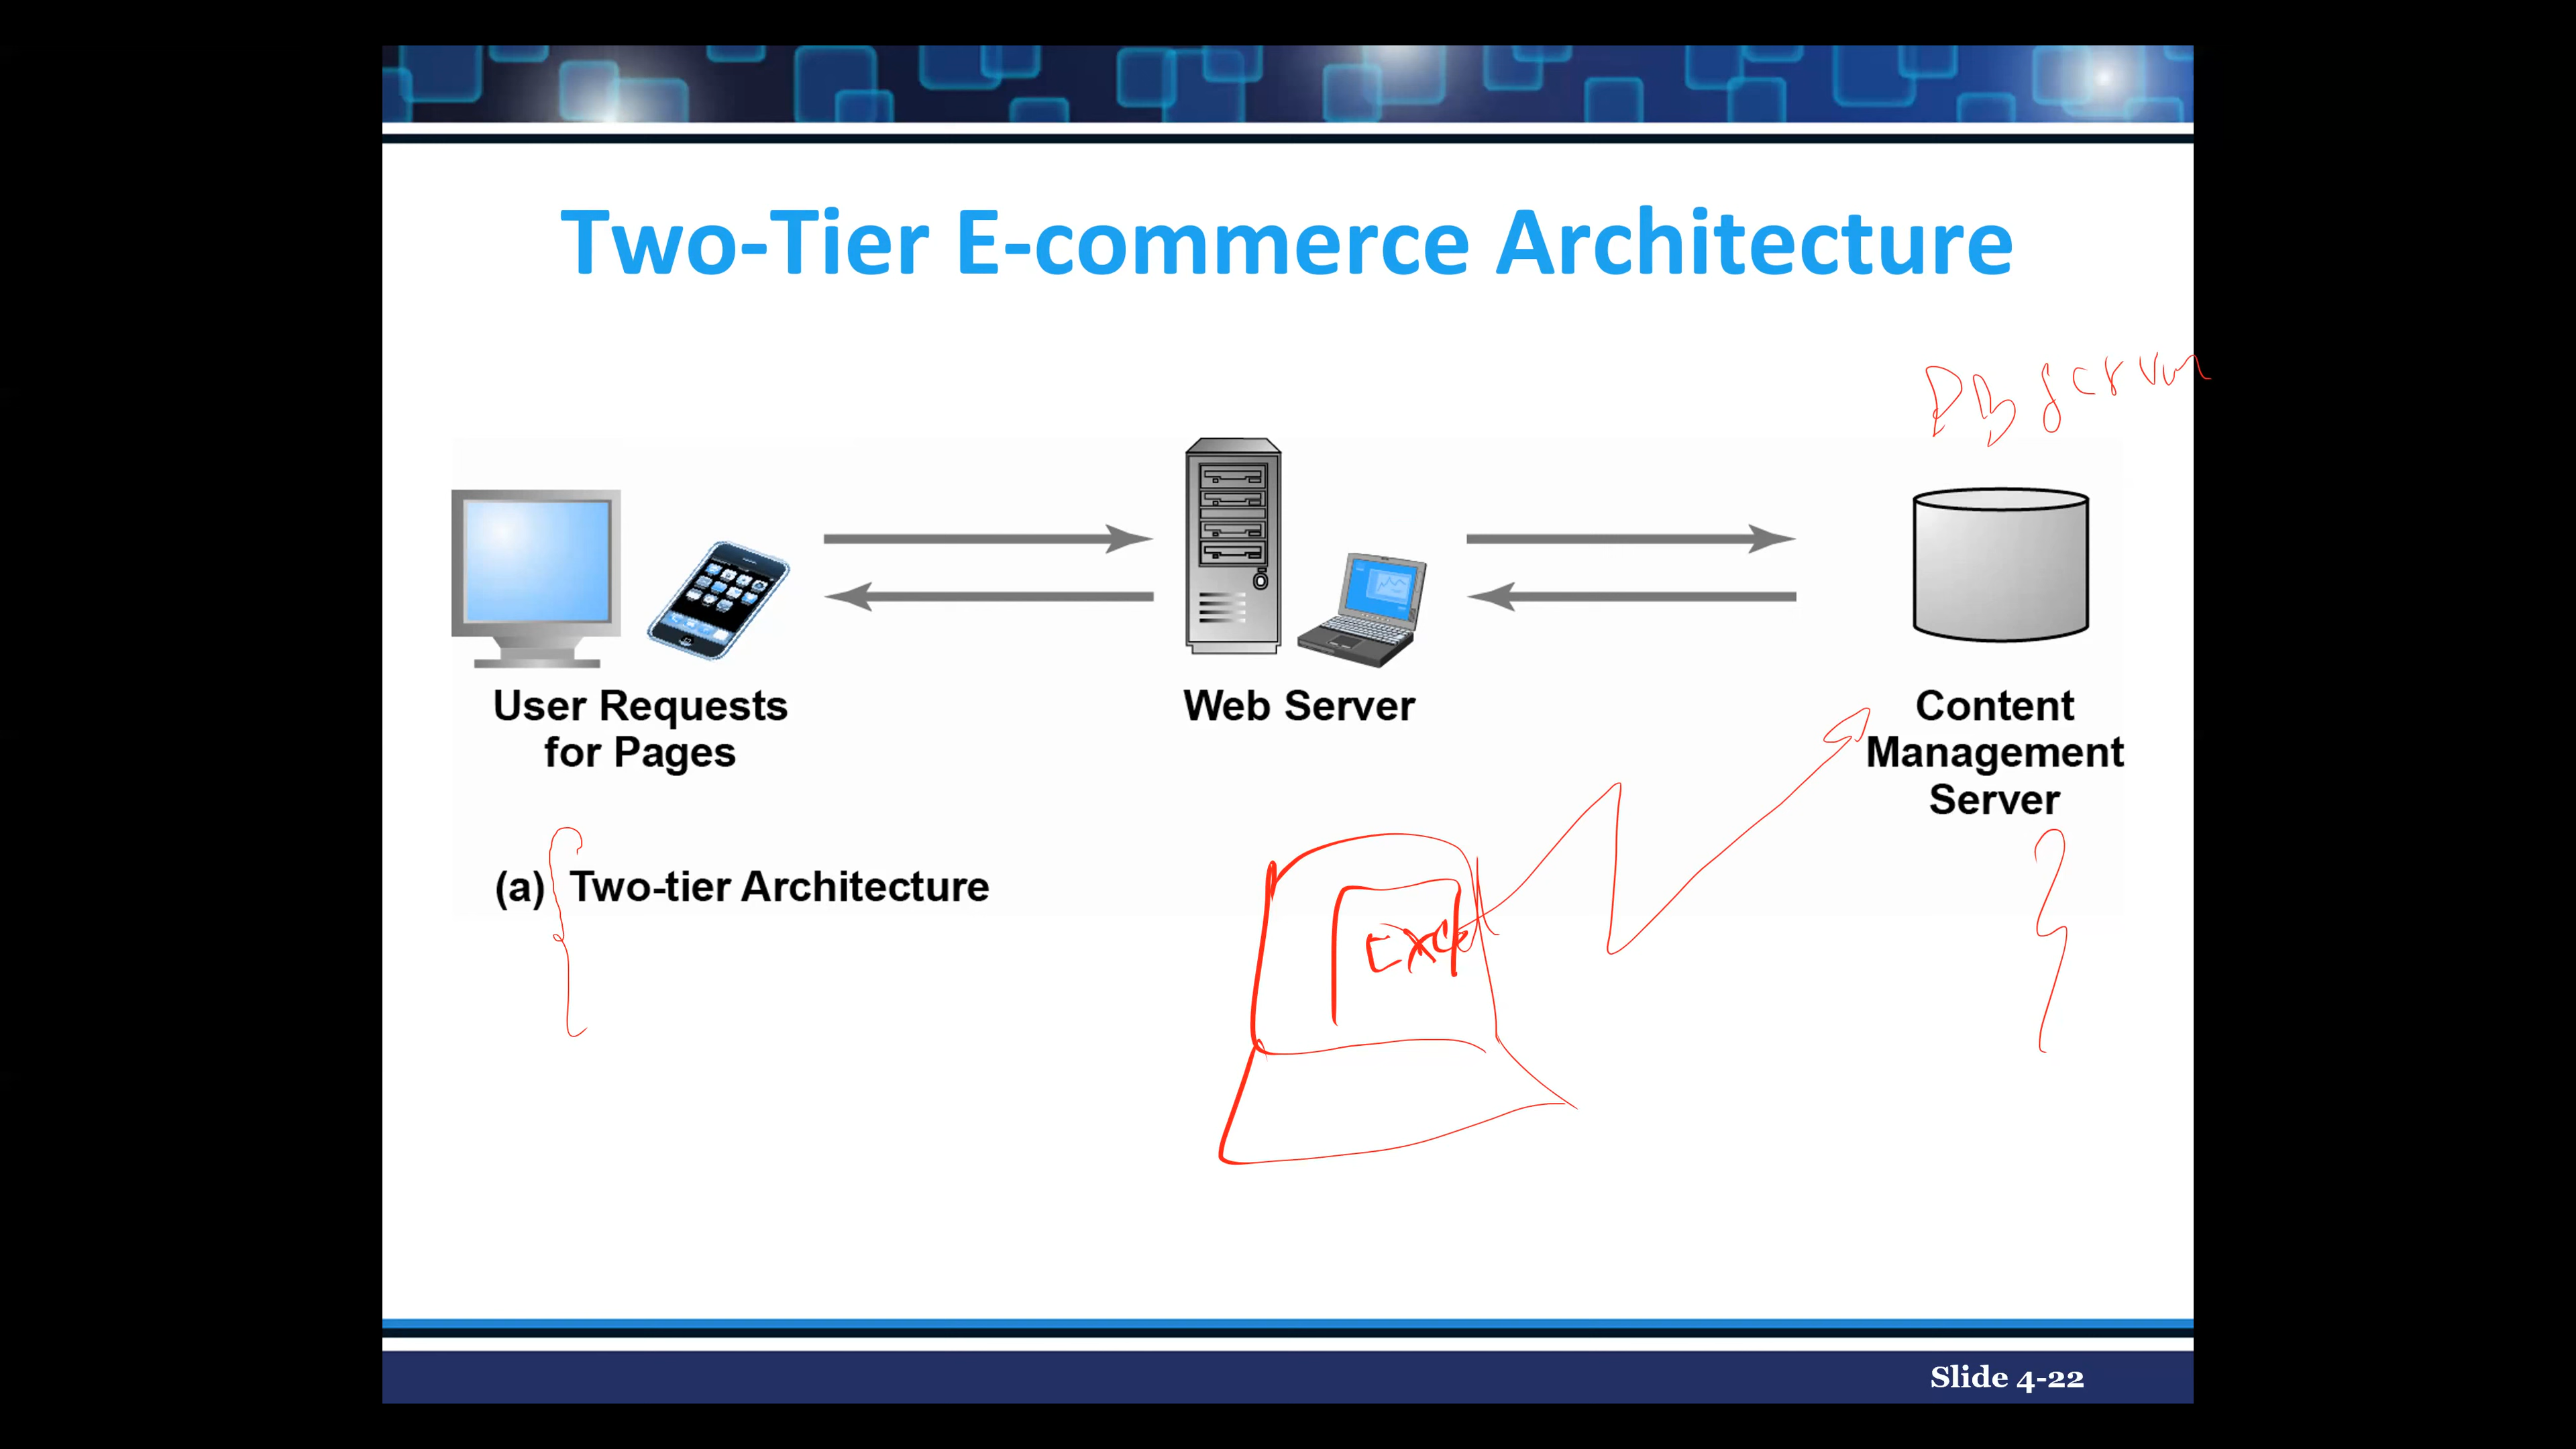 Two-Tier E-commerce Architecture
DB Server
User Requests
for Pages
Web Server
Content
Management
Server
(a) Two-tier Architecture
Excel
Slide 4-22